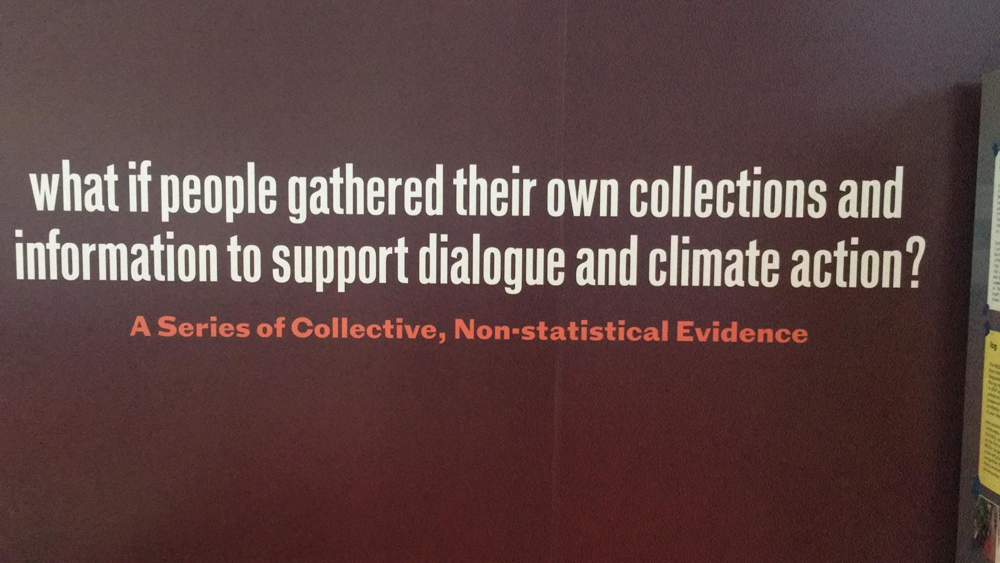 what if people gathered their own collections and
information to support dialogue and climate action?
A Series of Collective, Non-statistical Evidence
log